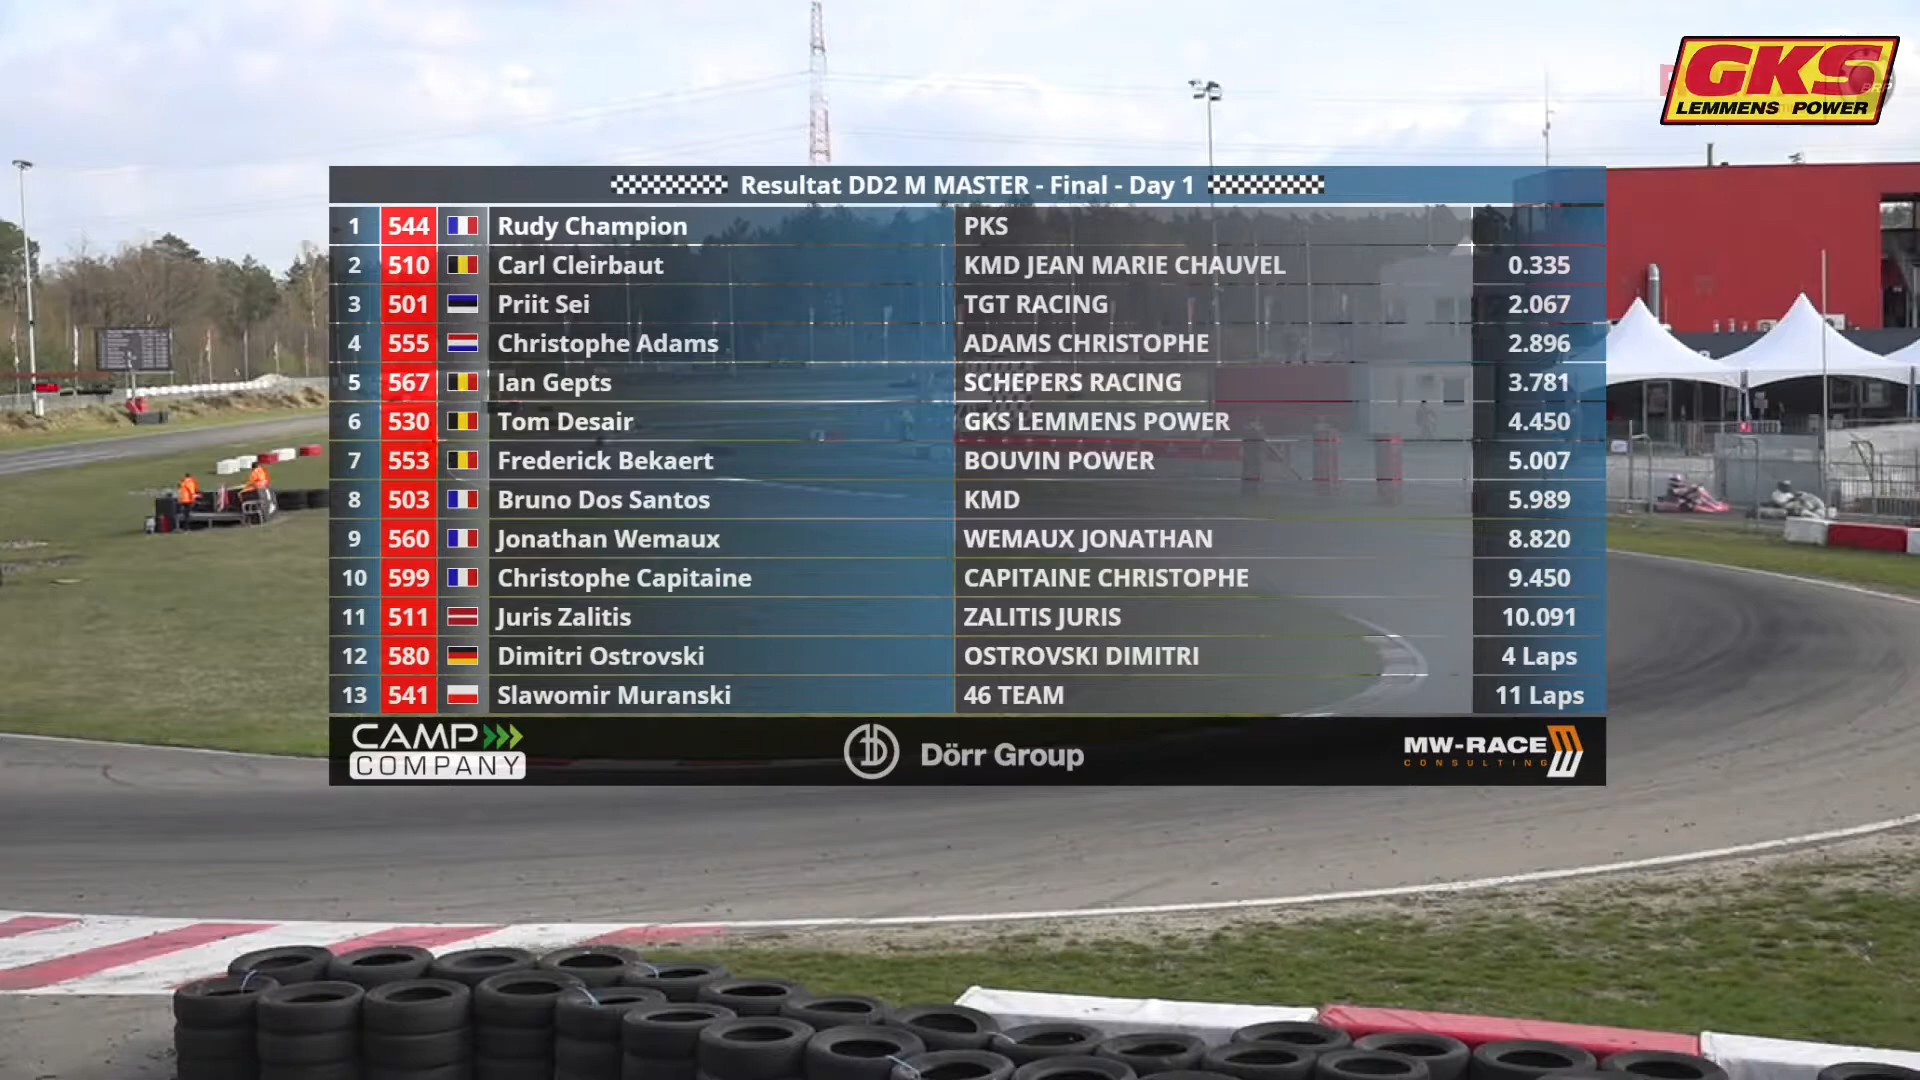 GKS
LEMMENS POWER
Resultat DD2 M MASTER - Final - Day 1
1 544 Rudy Champion PKS
2 510 Carl Cleirbaut KMD JEAN MARIE CHAUVEL 0.335
3 501 Priit Sei TGT RACING 2.067
4 555 Christophe Adams ADAMS CHRISTOPHE 2.896
5 567 Ian Gepts SCHEPERS RACING 3.781
6 530 Tom Desair GKS LEMMENS POWER 4.450
7 553 Frederick Bekaert BOUVIN POWER 5.007
8 503 Bruno Dos Santos KMD 5.989
9 560 Jonathan Wemaux WEMAUX JONATHAN 8.820
10 599 Christophe Capitaine CAPITAINE CHRISTOPHE 9.450
11 511 Juris Zalitis ZALITIS JURIS 10.091
12 580 Dimitri Ostrovski OSTROVSKI DIMITRI 4 Laps
13 541 Slawomir Muranski 46 TEAM 11 Laps
CAMP
COMPANY
Dörr Group
MW-RACE
CONSULTING